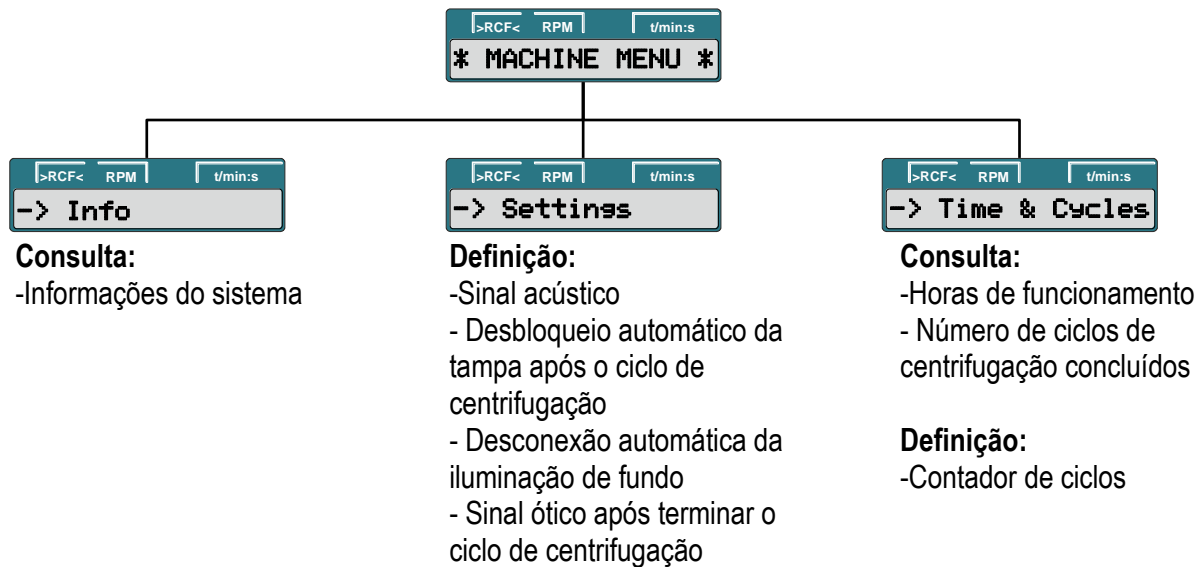 >RCF< RPM t/min:s
* MACHINE MENU *
>RCF< RPM t/min:s
-> Info
Consulta:
-Informações do sistema
>RCF< RPM t/min:s
-> Settings
Definição:
-Sinal acústico
- Desbloqueio automático da
tampa após o ciclo de
centrifugação
- Desconexão automática da
iluminação de fundo
- Sinal ótico após terminar o
ciclo de centrifugação
>RCF< RPM t/min:s
-> Time & Cycles
Consulta:
-Horas de funcionamento
- Número de ciclos de
centrifugação concluídos
Definição:
-Contador de ciclos